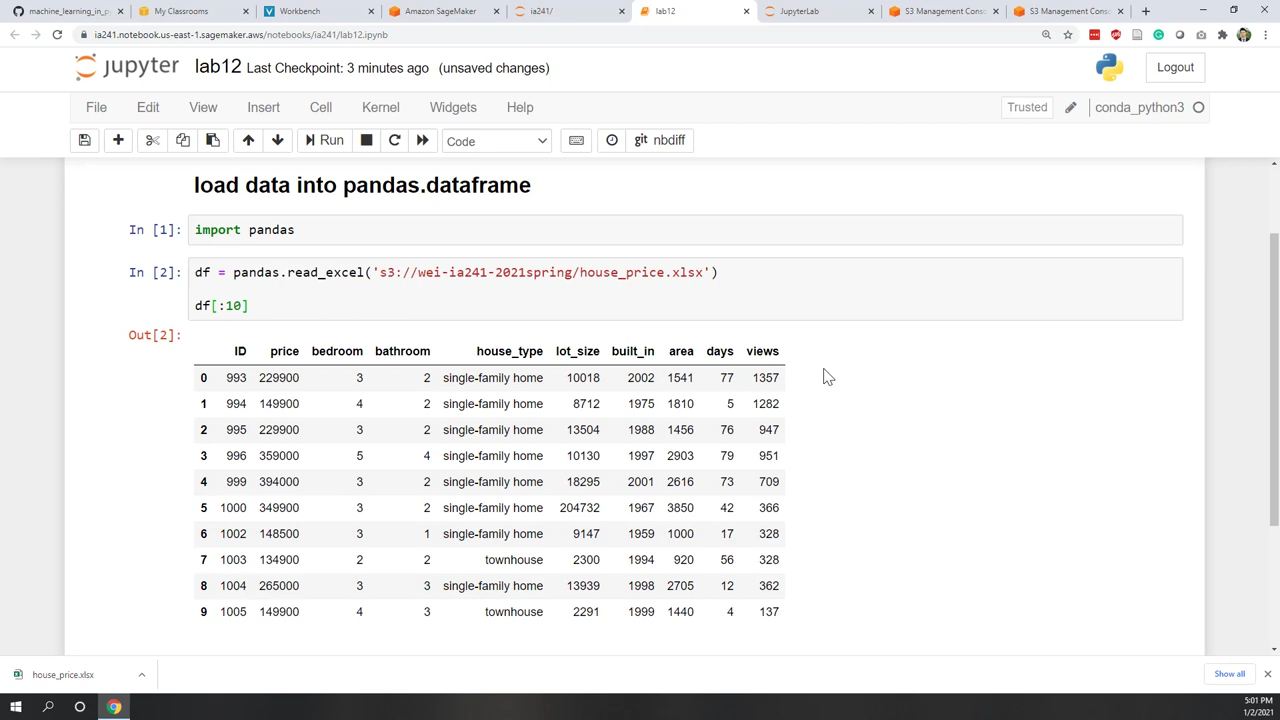 machine_learning_in_p
My Classrooms
Workbench
Amazon SageMaker
ia241/
lab12
JupyterLab
S3 Management Cons
S3 Management Cons
ia241.notebook.us-east-1.sagemaker.aws/notebooks/ia241/lab12.ipynb
jupyter lab12 Last Checkpoint: 3 minutes ago (unsaved changes) Logout
File Edit View Insert Cell Kernel Widgets Help Trusted conda_python3
Run Code git nbdiff
load data into pandas.dataframe
In [1]: import pandas
In [2]: df = pandas.read_excel('s3://wei-ia241-2021spring/house_price.xlsx')
df[:10]
Out[2]:
ID price bedroom bathroom house_type lot_size built_in area days views
0 993 229900 3 2 single-family home 10018 2002 1541 77 1357
1 994 149900 4 2 single-family home 8712 1975 1810 5 1282
2 995 229900 3 2 single-family home 13504 1988 1456 76 947
3 996 359000 5 4 single-family home 10130 1997 2903 79 951
4 999 394000 3 2 single-family home 18295 2001 2616 73 709
5 1000 349900 3 2 single-family home 204732 1967 3850 42 366
6 1002 148500 3 1 single-family home 9147 1959 1000 17 328
7 1003 134900 2 2 townhouse 2300 1994 920 56 328
8 1004 265000 3 3 single-family home 13939 1998 2705 12 362
9 1005 149900 4 3 townhouse 2291 1999 1440 4 137
house_price.xlsx Show all
5:01 PM
1/2/2021